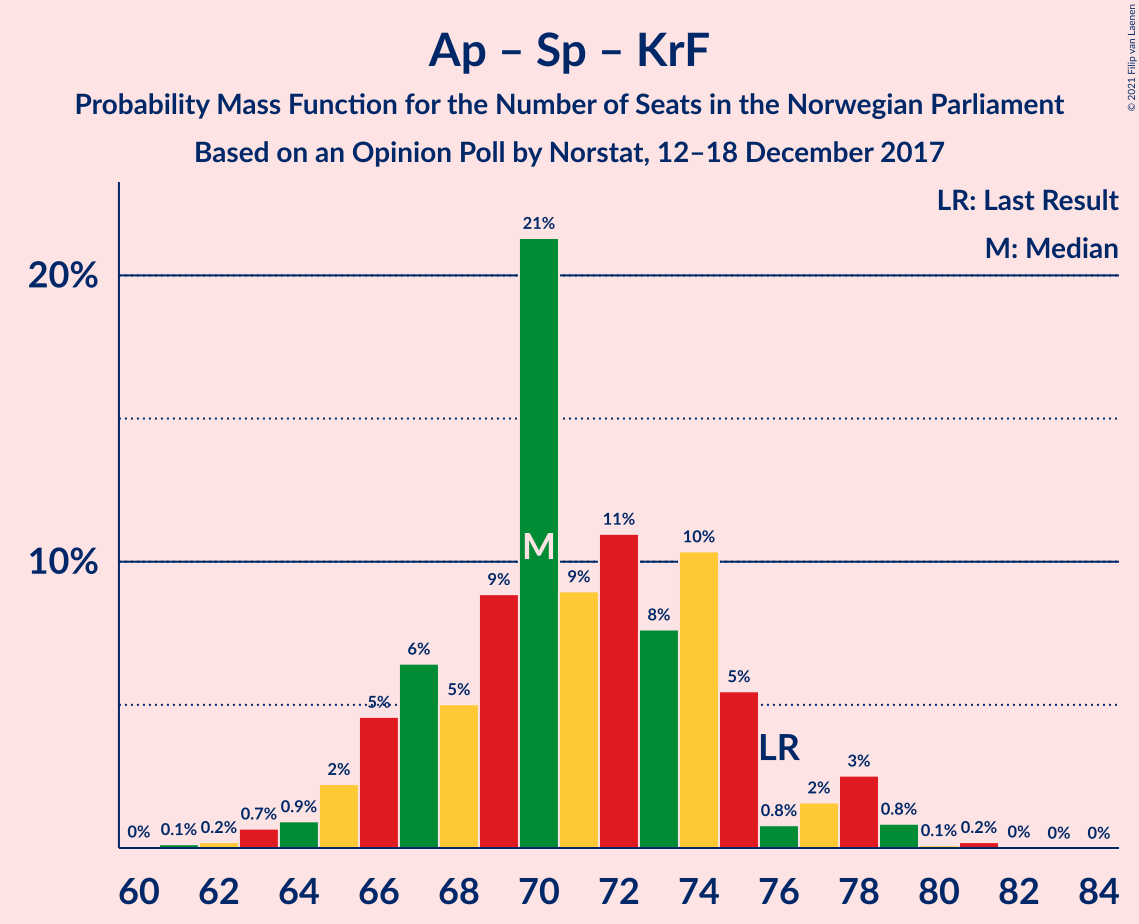 Ap – Sp – KrF
Probability Mass Function for the Number of Seats in the Norwegian Parliament
Based on an Opinion Poll by Norstat, 12–18 December 2017
© 2021 Filip van Laenen
LR: Last Result
M: Median
20%
10%
0% 0.1% 0.2% 0.7% 0.9% 2% 5% 6% 5% 9% 21% 9% 11% 8% 10% 5% 0.8% 2% 3% 0.8% 0.1% 0.2% 0% 0% 0%
M
LR
60 62 64 66 68 70 72 74 76 78 80 82 84